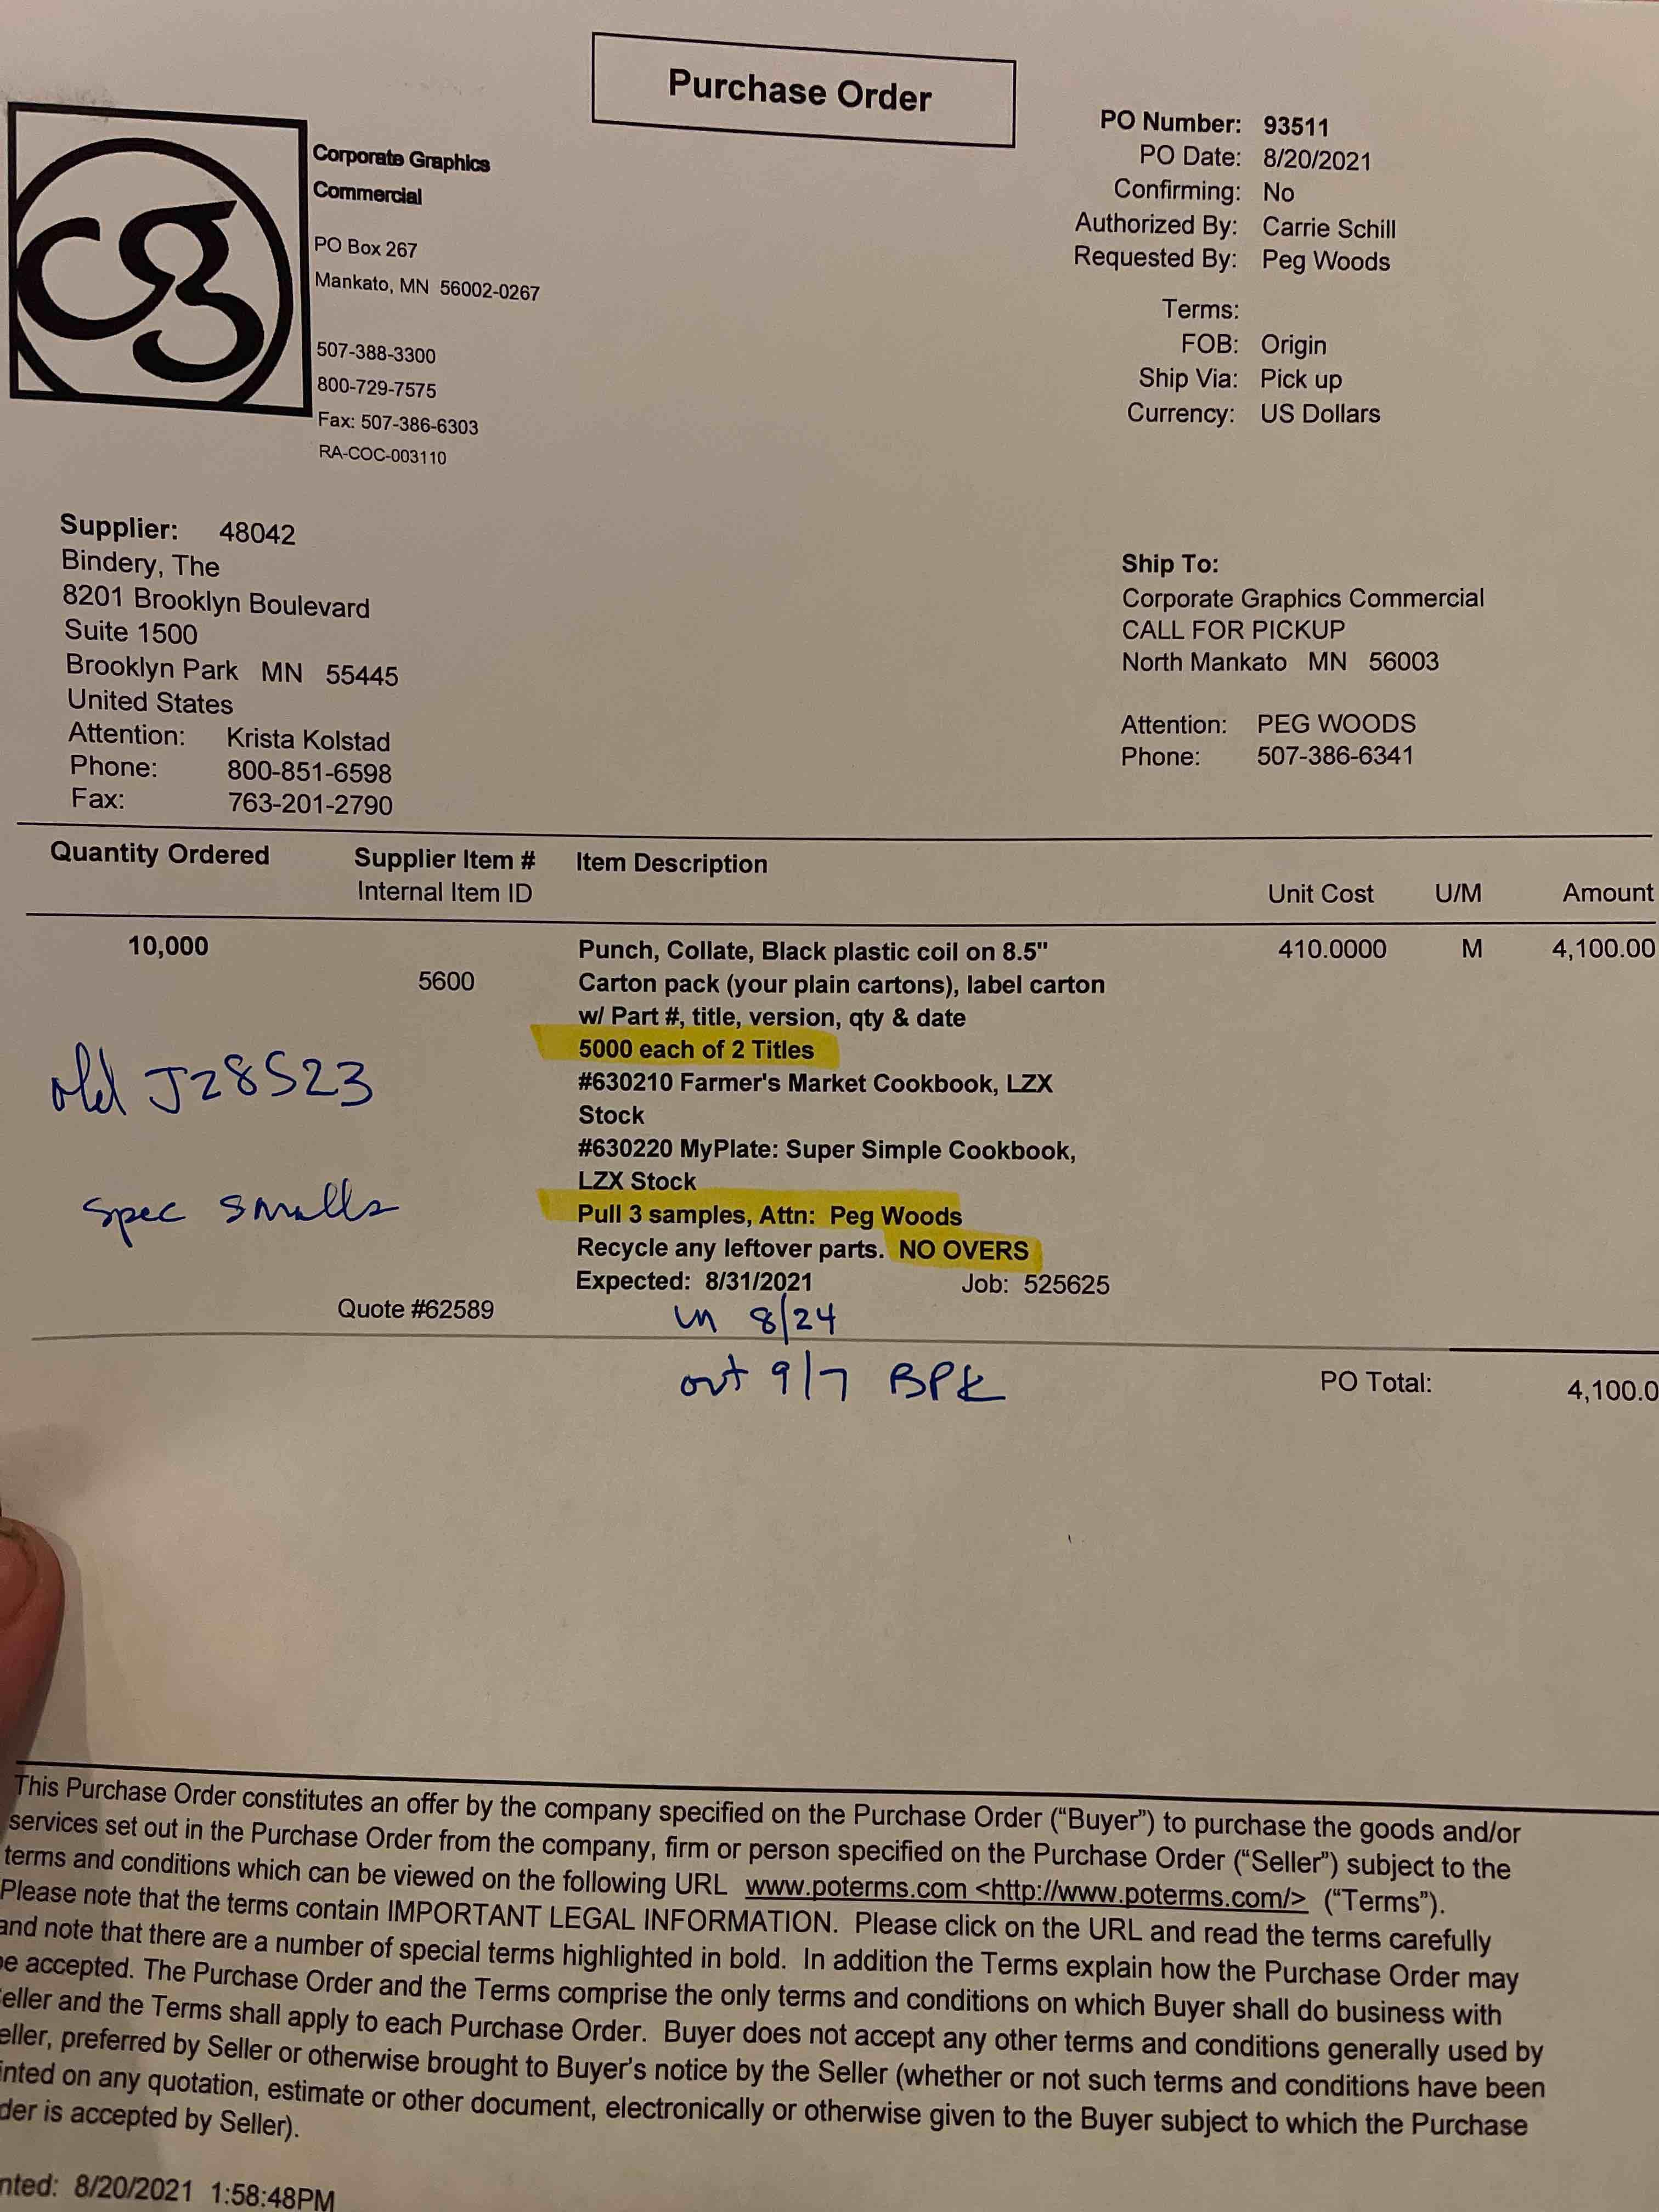 Purchase Order
cg
Corporate Graphics
Commercial
PO Box 267
Mankato, MN 56002-0267
507-388-3300
800-729-7575
Fax: 507-386-6303
RA-COC-003110
PO Number: 93511
PO Date: 8/20/2021
Confirming: No
Authorized By: Carrie Schill
Requested By: Peg Woods
Terms:
FOB: Origin
Ship Via: Pick up
Currency: US Dollars
Supplier: 48042
Bindery, The
8201 Brooklyn Boulevard
Suite 1500
Brooklyn Park MN 55445
United States
Attention: Krista Kolstad
Phone: 800-851-6598
Fax: 763-201-2790
Ship To:
Corporate Graphics Commercial
CALL FOR PICKUP
North Mankato MN 56003
Attention: PEG WOODS
Phone: 507-386-6341
Quantity Ordered Supplier Item # Item Description
Internal Item ID Unit Cost U/M Amount
10,000 Punch, Collate, Black plastic coil on 8.5" 410.0000 M 4,100.00
5600 Carton pack (your plain cartons), label carton
w/ Part #, title, version, qty & date
5000 each of 2 Titles
old J28523 #630210 Farmer's Market Cookbook, LZX
Stock
#630220 MyPlate: Super Simple Cookbook,
LZX Stock
spec smalls Pull 3 samples, Attn: Peg Woods
Recycle any leftover parts. NO OVERS
Expected: 8/31/2021 Job: 525625
Quote #62589 in 8/24
out 9/7 BPK PO Total: 4,100.0
This Purchase Order constitutes an offer by the company specified on the Purchase Order (“Buyer”) to purchase the goods and/or
services set out in the Purchase Order from the company, firm or person specified on the Purchase Order (“Seller”) subject to the
terms and conditions which can be viewed on the following URL www.poterms.com <http://www.poterms.com/> (“Terms”).
Please note that the terms contain IMPORTANT LEGAL INFORMATION. Please click on the URL and read the terms carefully
and note that there are a number of special terms highlighted in bold. In addition the Terms explain how the Purchase Order may
be accepted. The Purchase Order and the Terms comprise the only terms and conditions on which Buyer shall do business with
eller and the Terms shall apply to each Purchase Order. Buyer does not accept any other terms and conditions generally used by
eller, preferred by Seller or otherwise brought to Buyer's notice by the Seller (whether or not such terms and conditions have been
inted on any quotation, estimate or other document, electronically or otherwise given to the Buyer subject to which the Purchase
der is accepted by Seller).
nted: 8/20/2021 1:58:48PM